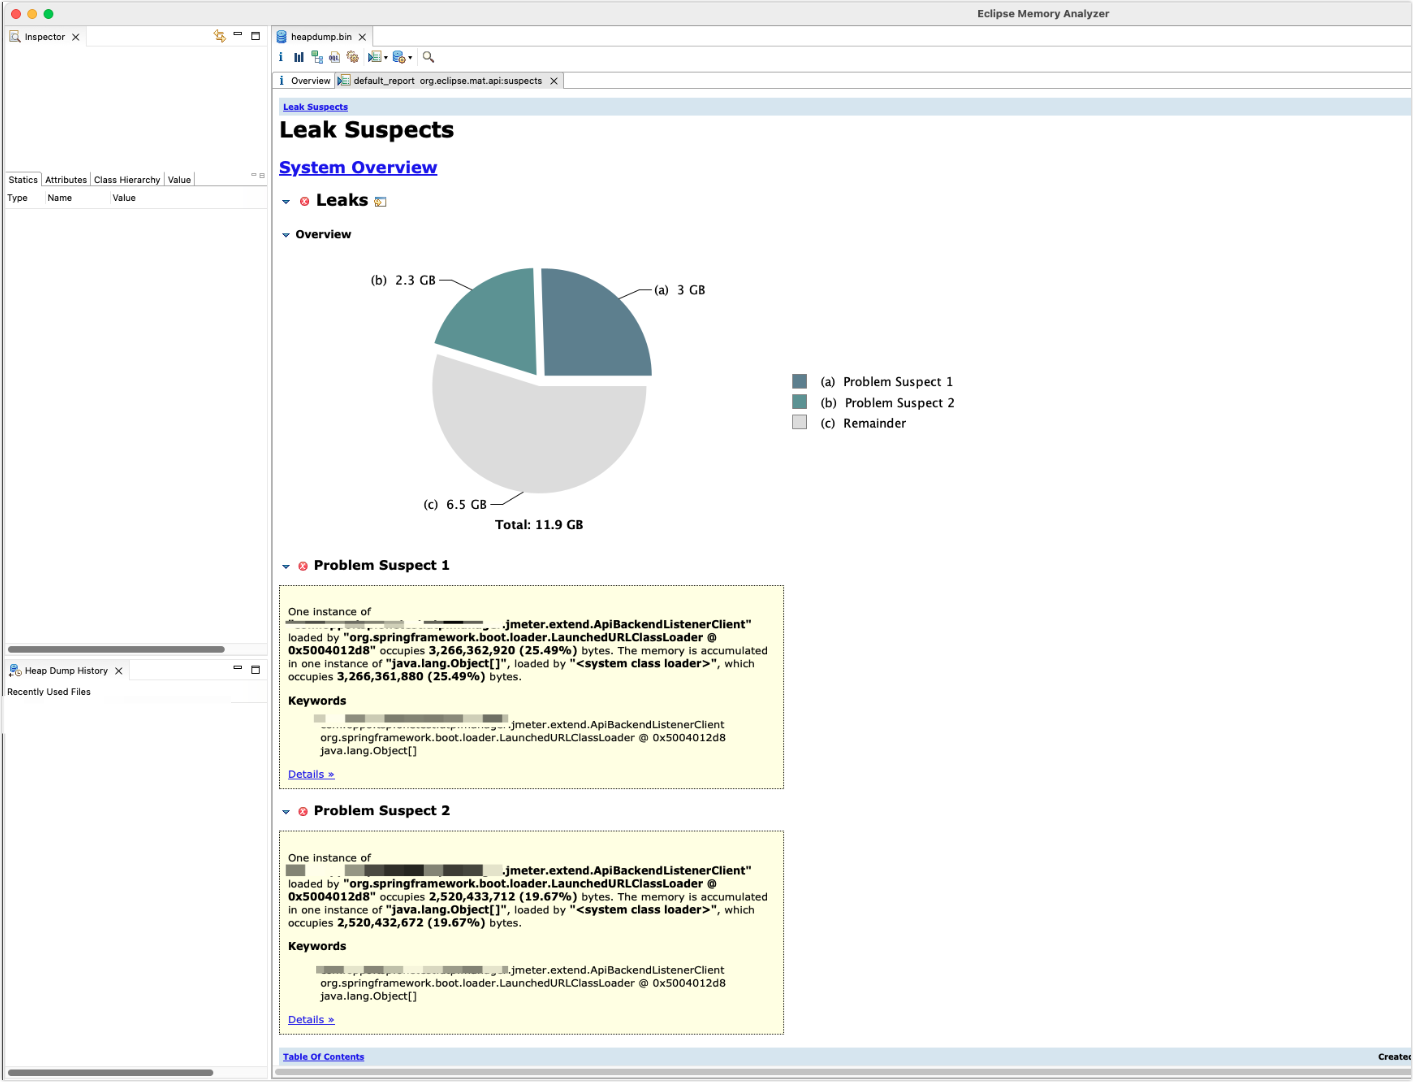 Eclipse Memory Analyzer
Inspector
heapdump.bin
Overview
default_report org.eclipse.mat.api:suspects
Leak Suspects
Leak Suspects
System Overview
Statics Attributes Class Hierarchy Value
Type Name Value
Leaks
Overview
(b) 2.3 GB
(a) 3 GB
(a) Problem Suspect 1
(b) Problem Suspect 2
(c) Remainder
(c) 6.5 GB
Total: 11.9 GB
Problem Suspect 1
One instance of
.jmeter.extend.ApiBackendListenerClient"
loaded by "org.springframework.boot.loader.LaunchedURLClassLoader @
0x5004012d8" occupies 3,266,362,920 (25.49%) bytes. The memory is accumulated
in one instance of "java.lang.Object[]", loaded by "<system class loader>", which
occupies 3,266,361,880 (25.49%) bytes.
Keywords
.jmeter.extend.ApiBackendListenerClient
org.springframework.boot.loader.LaunchedURLClassLoader @ 0x5004012d8
java.lang.Object[]
Details »
Heap Dump History
Recently Used Files
Problem Suspect 2
One instance of
.jmeter.extend.ApiBackendListenerClient"
loaded by "org.springframework.boot.loader.LaunchedURLClassLoader @
0x5004012d8" occupies 2,520,433,712 (19.67%) bytes. The memory is accumulated
in one instance of "java.lang.Object[]", loaded by "<system class loader>", which
occupies 2,520,432,672 (19.67%) bytes.
Keywords
.jmeter.extend.ApiBackendListenerClient
org.springframework.boot.loader.LaunchedURLClassLoader @ 0x5004012d8
java.lang.Object[]
Details »
Table Of Contents
Created